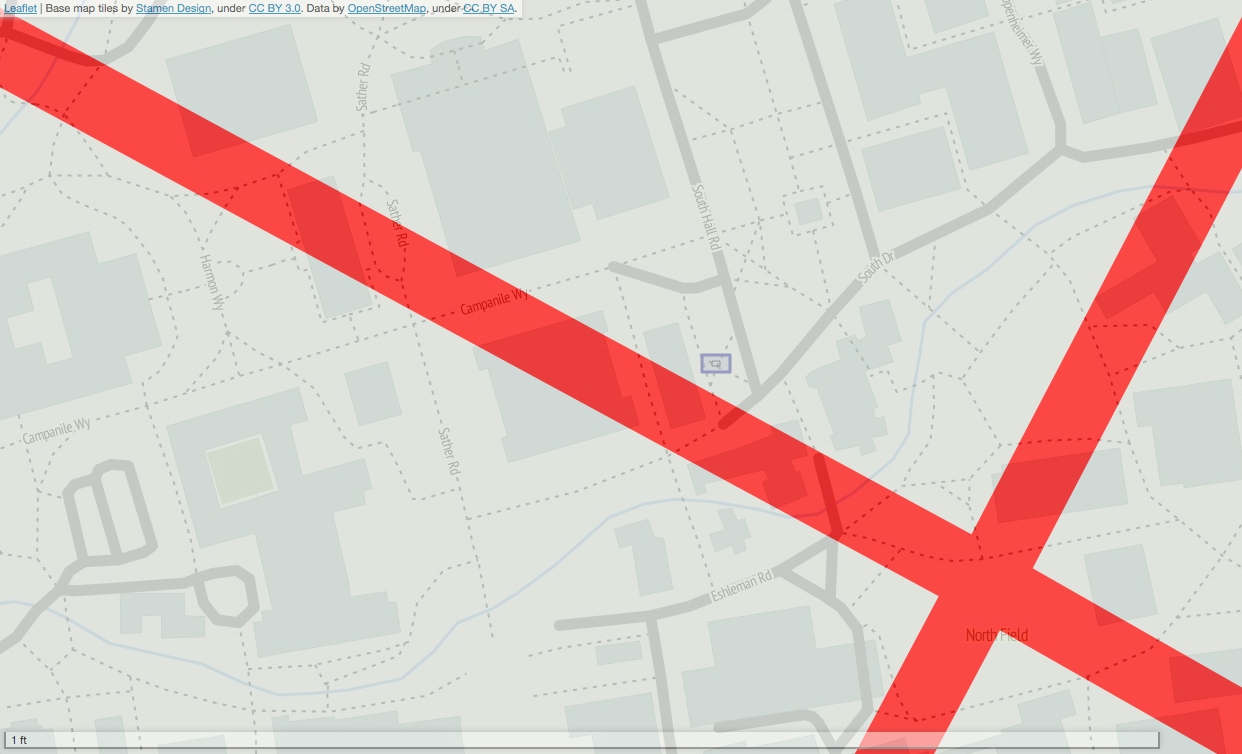 Leaflet | Base map tiles by Stamen Design, under CC BY 3.0. Data by OpenStreetMap, under CC BY SA.
penheimer Wy
Sather Rd
Sather Rd
South Hall Rd
Harmon Wy
South Dr
Campanile Wy
Campanile Wy
Sather Rd
Eshleman Rd
North Field
1 ft